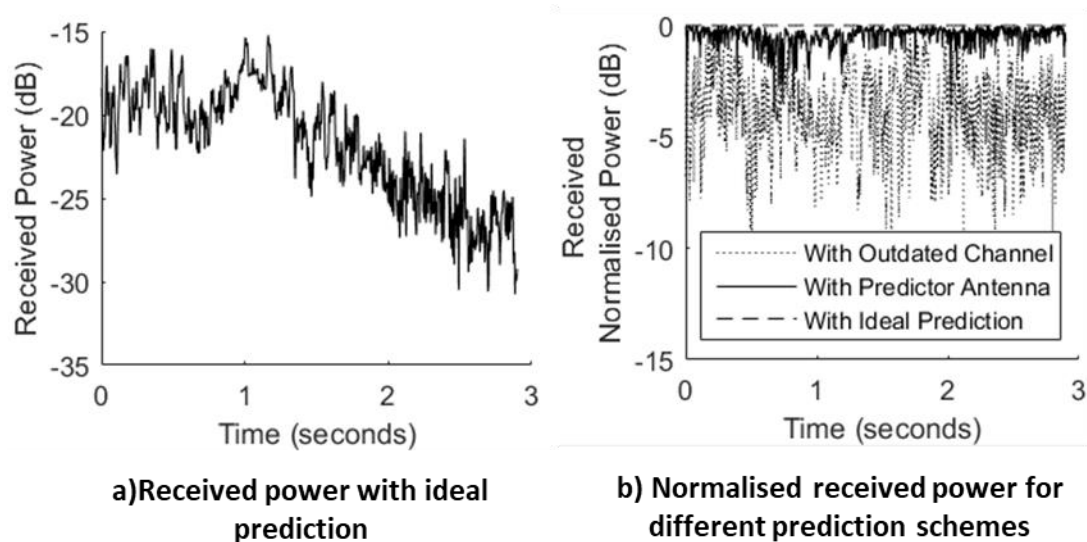 -15
-20
-25
-30
-35
Received Power (dB)
0 1 2 3
Time (seconds)
a)Received power with ideal
prediction
0
-5
-10
-15
Received
Normalised Power (dB)
With Outdated Channel
With Predictor Antenna
With Ideal Prediction
0 1 2 3
Time (seconds)
b) Normalised received power for
different prediction schemes